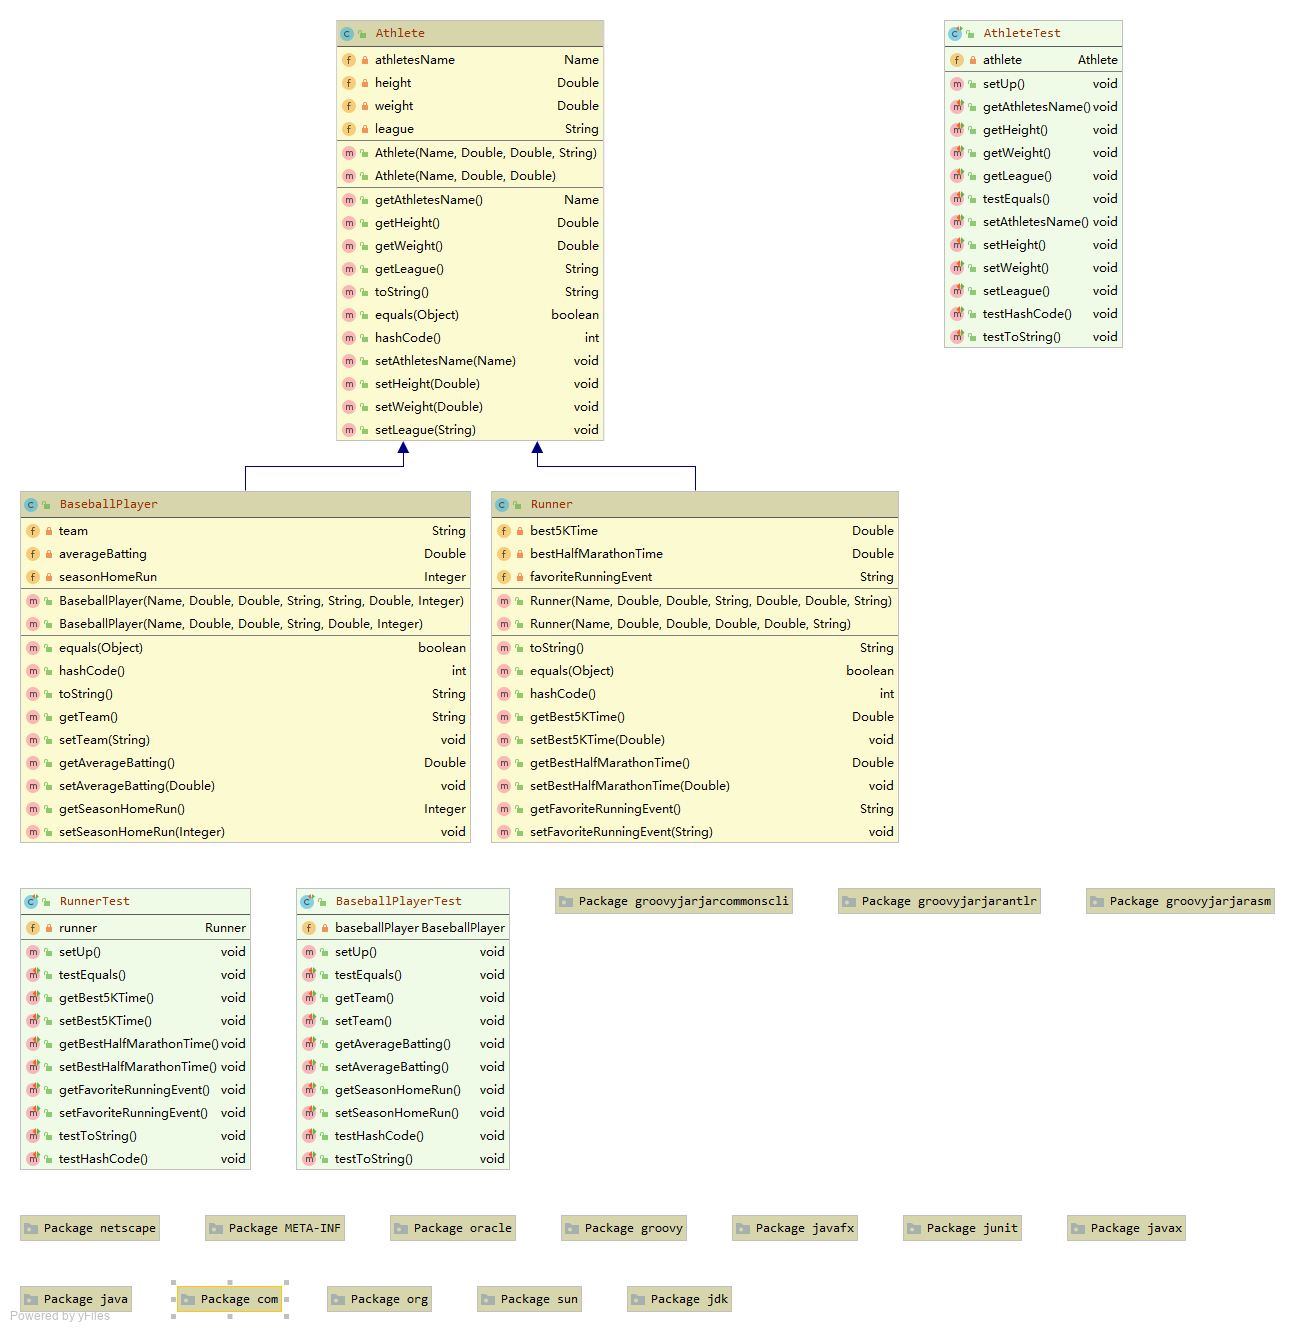 Athlete
athletesName Name
height Double
weight Double
league String
Athlete(Name, Double, Double, String)
Athlete(Name, Double, Double)
getAthletesName() Name
getHeight() Double
getWeight() Double
getLeague() String
toString() String
equals(Object) boolean
hashCode() int
setAthletesName(Name) void
setHeight(Double) void
setWeight(Double) void
setLeague(String) void
AthleteTest
athlete Athlete
setUp() void
getAthletesName() void
getHeight() void
getWeight() void
getLeague() void
testEquals() void
setAthletesName() void
setHeight() void
setWeight() void
setLeague() void
testHashCode() void
testToString() void
BaseballPlayer
team String
averageBatting Double
seasonHomeRun Integer
BaseballPlayer(Name, Double, Double, String, String, Double, Integer)
BaseballPlayer(Name, Double, Double, String, Double, Integer)
equals(Object) boolean
hashCode() int
toString() String
getTeam() String
setTeam(String) void
getAverageBatting() Double
setAverageBatting(Double) void
getSeasonHomeRun() Integer
setSeasonHomeRun(Integer) void
Runner
best5KTime Double
bestHalfMarathonTime Double
favoriteRunningEvent String
Runner(Name, Double, Double, String, Double, Double, String)
Runner(Name, Double, Double, Double, Double, String)
toString() String
equals(Object) boolean
hashCode() int
getBest5KTime() Double
setBest5KTime(Double) void
getBestHalfMarathonTime() Double
setBestHalfMarathonTime(Double) void
getFavoriteRunningEvent() String
setFavoriteRunningEvent(String) void
RunnerTest
runner Runner
setUp() void
testEquals() void
getBest5KTime() void
setBest5KTime() void
getBestHalfMarathonTime() void
setBestHalfMarathonTime() void
getFavoriteRunningEvent() void
setFavoriteRunningEvent() void
testToString() void
testHashCode() void
BaseballPlayerTest
baseballPlayer BaseballPlayer
setUp() void
testEquals() void
getTeam() void
setTeam() void
getAverageBatting() void
setAverageBatting() void
getSeasonHomeRun() void
setSeasonHomeRun() void
testHashCode() void
testToString() void
Package groovyjarjarcommonscli
Package groovyjarjarantlr
Package groovyjarjarasm
Package netscape
Package META-INF
Package oracle
Package groovy
Package javafx
Package junit
Package javax
Package java
Package com
Package org
Package sun
Package jdk
Powered by yFiles